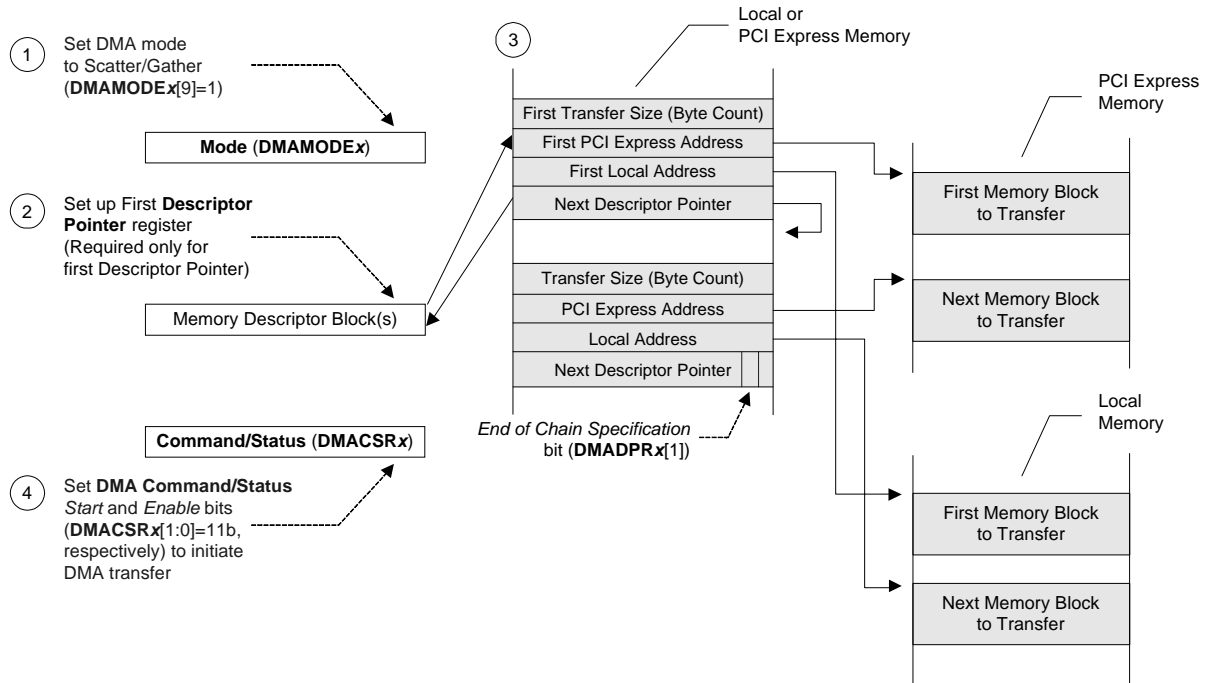 1
Set DMA mode
to Scatter/Gather
(DMAMODEx[9]=1)
Mode (DMAMODEx)
2
Set up First Descriptor
Pointer register
(Required only for
first Descriptor Pointer)
Memory Descriptor Block(s)
Command/Status (DMACSRx)
4
Set DMA Command/Status
Start and Enable bits
(DMACSRx[1:0]=11b,
respectively) to initiate
DMA transfer
3
Local or
PCI Express Memory
First Transfer Size (Byte Count)
First PCI Express Address
First Local Address
Next Descriptor Pointer
Transfer Size (Byte Count)
PCI Express Address
Local Address
Next Descriptor Pointer
End of Chain Specification
bit (DMADPRx[1])
PCI Express
Memory
First Memory Block
to Transfer
Next Memory Block
to Transfer
Local
Memory
First Memory Block
to Transfer
Next Memory Block
to Transfer